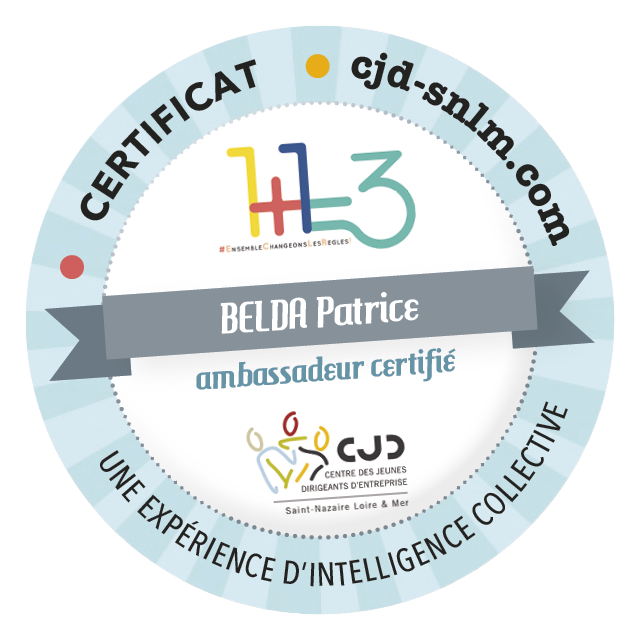 CERTIFICAT
cjd-snlm.com
1+1=3
#ENSEMBLECHANGEONSLESREGLES!
BELDA Patrice
ambassadeur certifié
CJD
CENTRE DES JEUNES
DIRIGEANTS D'ENTREPRISE
Saint-Nazaire Loire & Mer
UNE EXPÉRIENCE D'INTELLIGENCE COLLECTIVE